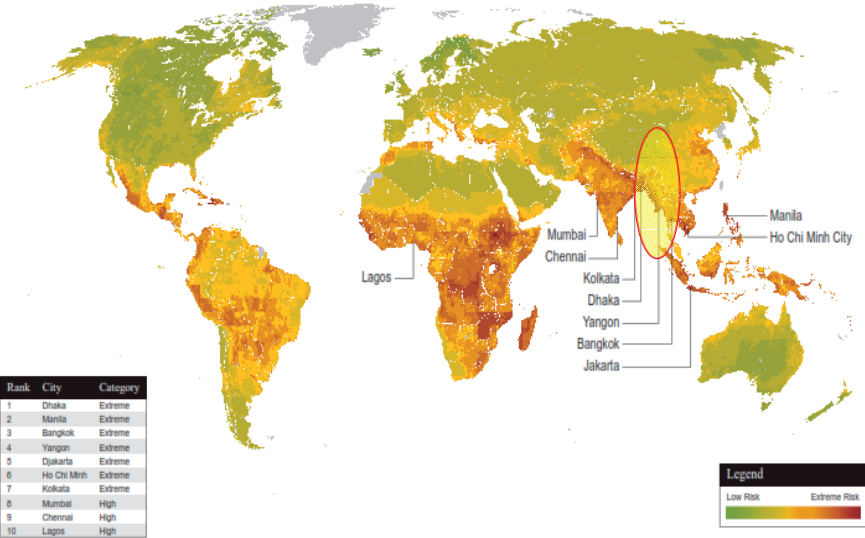 Manila
Ho Chi Minh City
Mumbai
Chennai
Lagos
Kolkata
Dhaka
Yangon
Bangkok
Jakarta
Rank City Category
1 Dhaka Extreme
2 Manila Extreme
3 Bangkok Extreme
4 Yangon Extreme
5 Djakarta Extreme
6 Ho Chi Minh Extreme
7 Kolkata Extreme
8 Mumbai High
9 Chennai High
10 Lagos High
Legend
Low Risk Extreme Risk